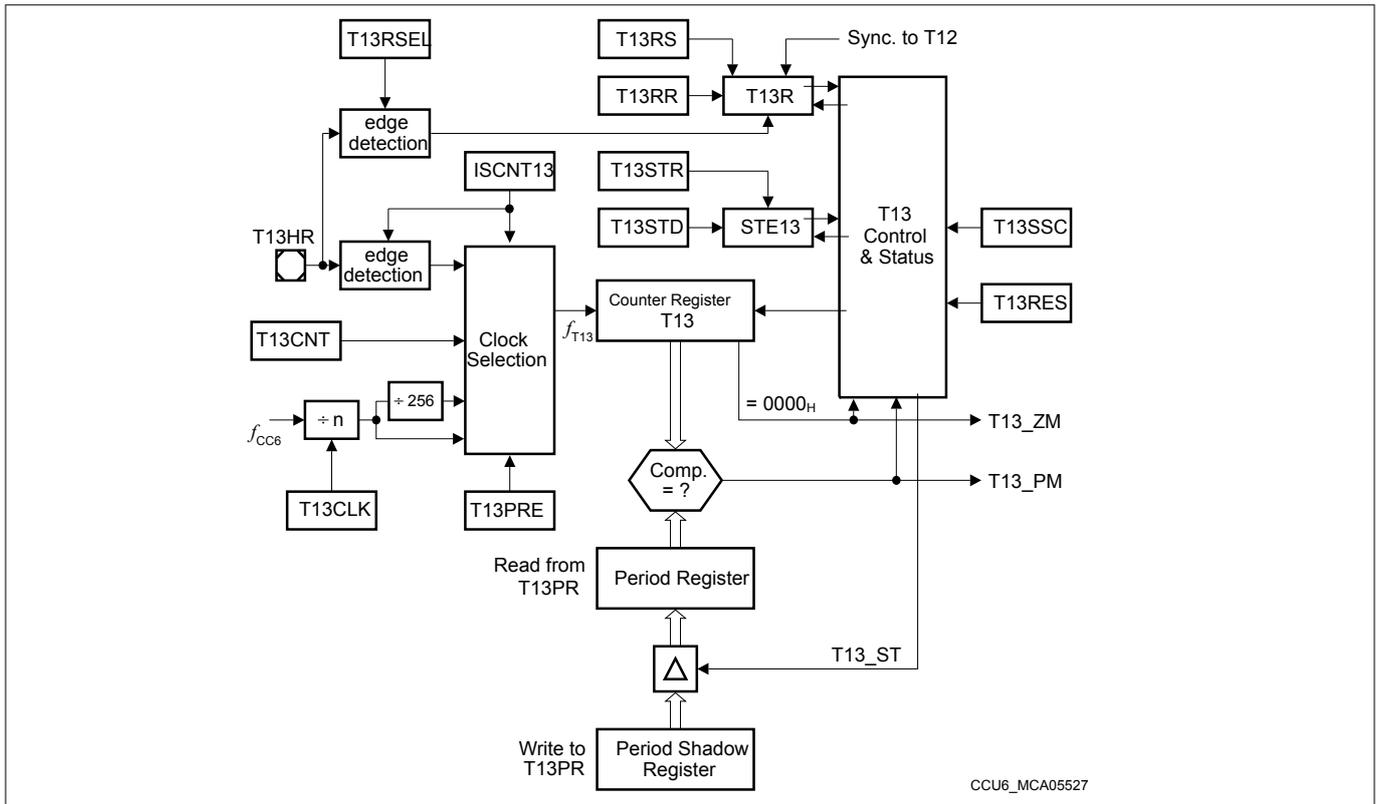 T13RSEL
T13RS
Sync. to T12
T13RR
T13R
edge
detection
ISCNT13
T13STR
T13STD
STE13
T13
Control
& Status
T13SSC
T13HR
edge
detection
T13RES
Counter Register
T13
fT13
Clock
Selection
T13CNT
÷ 256
÷ n
fCC6
= 0000H
T13_ZM
Comp.
= ?
T13_PM
T13CLK
T13PRE
Read from
T13PR
Period Register
T13_ST
Δ
Write to
T13PR
Period Shadow
Register
CCU6_MCA05527